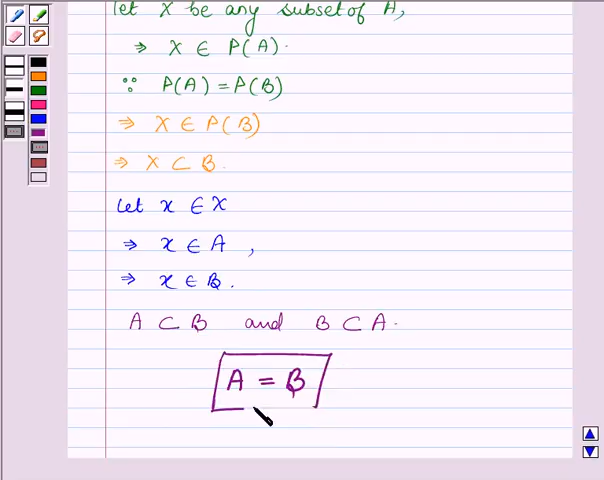 let X be any subset of A,
⇒ X ∈ P(A).
∵ P(A) = P(B)
⇒ X ∈ P(B)
⇒ X ⊂ B.
Let x ∈ X
⇒ x ∈ A ,
⇒ x ∈ B.
A ⊂ B and B ⊂ A.
A = B